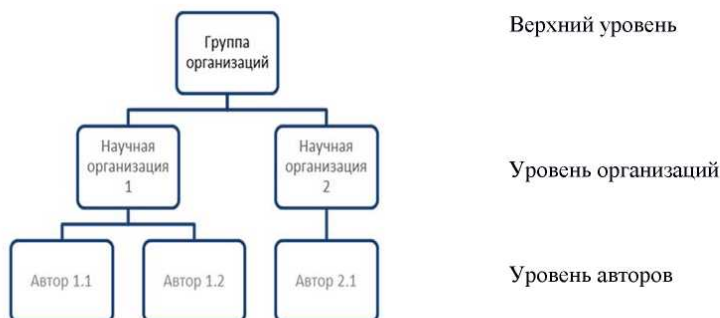 Группа
организаций
Верхний уровень
Научная
организация
1
Научная
организация
2
Уровень организаций
Автор 1.1
Автор 1.2
Автор 2.1
Уровень авторов